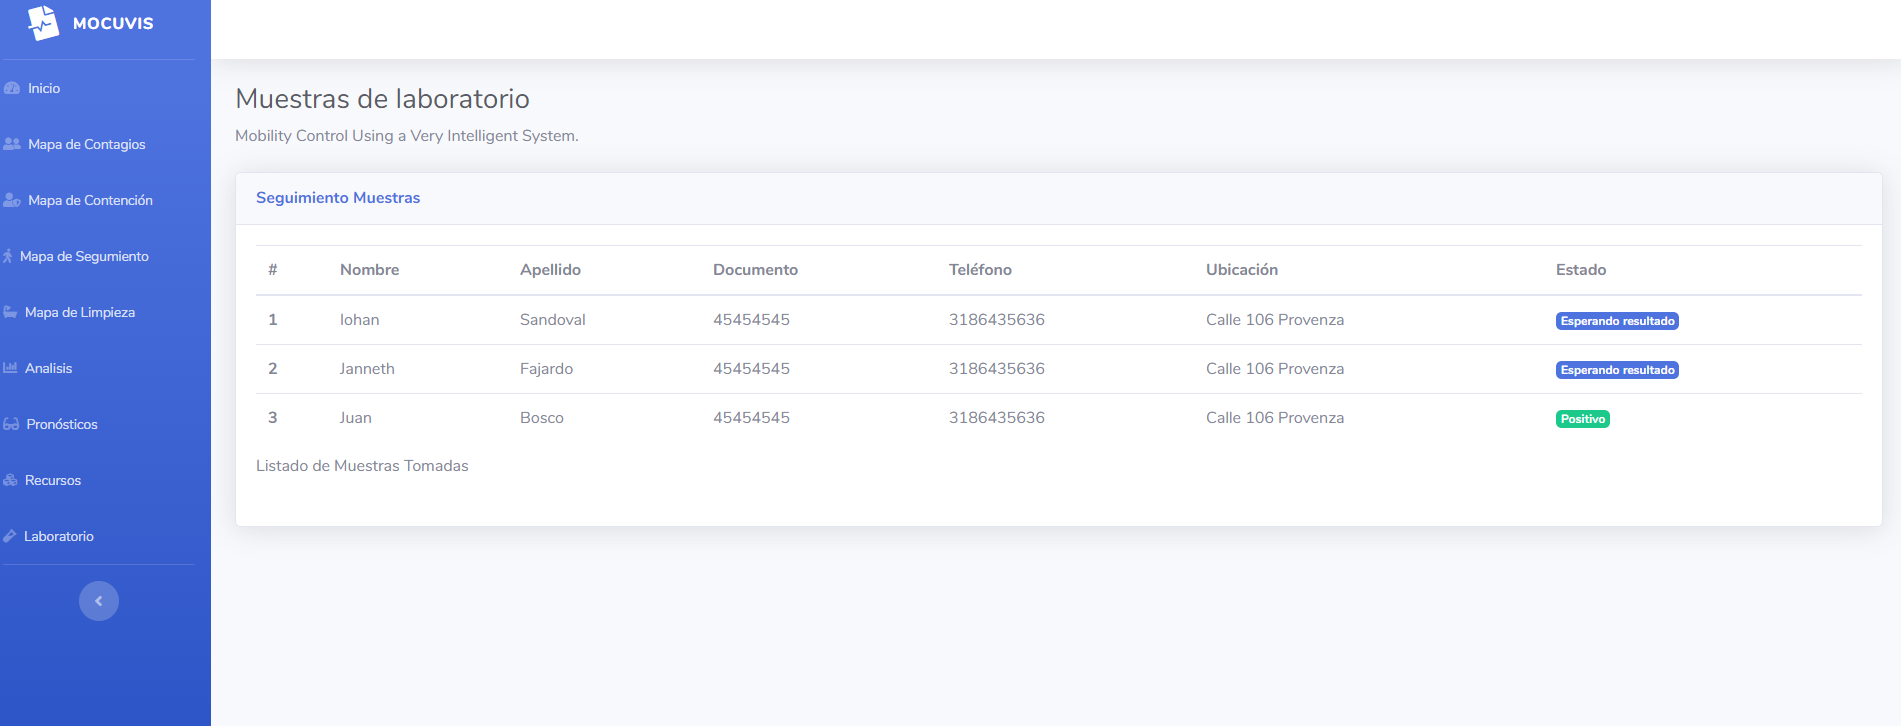 MOCUVIS
Inicio
Mapa de Contagios
Mapa de Contención
Mapa de Segumiento
Mapa de Limpieza
Analisis
Pronósticos
Recursos
Laboratorio
Muestras de laboratorio
Mobility Control Using a Very Intelligent System.
Seguimiento Muestras
# Nombre Apellido Documento Teléfono Ubicación Estado
1 Iohan Sandoval 45454545 3186435636 Calle 106 Provenza Esperando resultado
2 Janneth Fajardo 45454545 3186435636 Calle 106 Provenza Esperando resultado
3 Juan Bosco 45454545 3186435636 Calle 106 Provenza Positivo
Listado de Muestras Tomadas